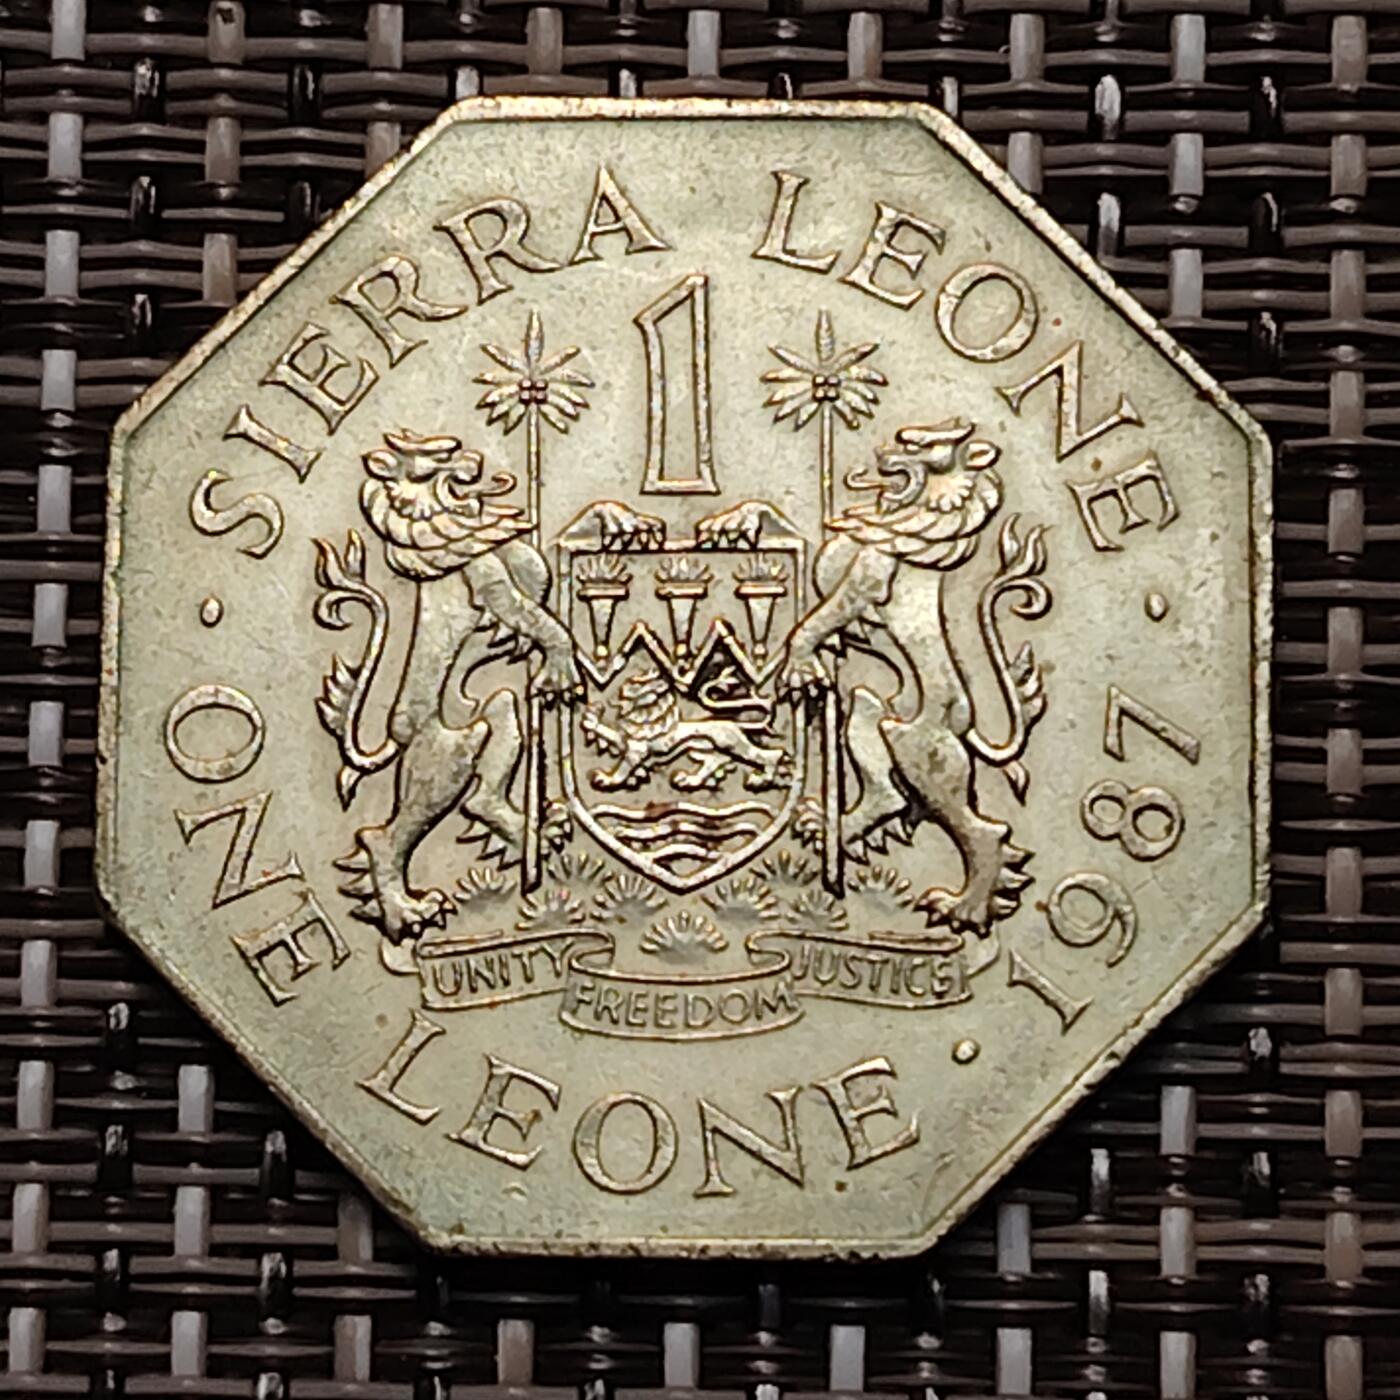 SIERRA LEONE · 1987 · ONE LEONE ·
1
UNITY FREEDOM JUSTICE